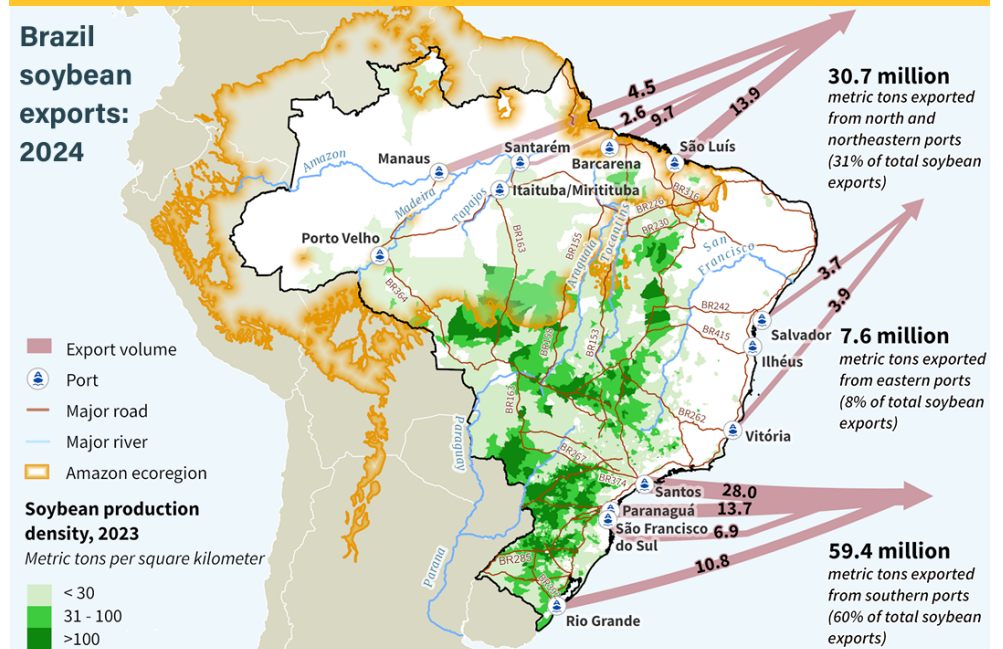 Brazil
soybean
exports:
2024
30.7 million
metric tons exported
from north and
northeastern ports
(31% of total soybean
exports)
4.5
2.6
9.7
13.9
Manaus
Santarém
Barcarena
São Luís
Itaituba/Miritituba
Porto Velho
Amazon
Madeira
Tapajos
BR163
BR155
Araguaia
Tocantins
BR226
BR316
BR230
San
Francisco
BR364
BR242
BR415
BR153
BR163
BR262
BR267
BR374
BR285
Paraguay
Parana
3.7
3.9
Salvador
Ilhéus
Vitória
7.6 million
metric tons exported
from eastern ports
(8% of total soybean
exports)
Santos
Paranaguá
São Francisco
do Sul
Rio Grande
28.0
13.7
6.9
10.8
59.4 million
metric tons exported
from southern ports
(60% of total soybean
exports)
Export volume
Port
Major road
Major river
Amazon ecoregion
Soybean production
density, 2023
Metric tons per square kilometer
< 30
31 - 100
>100